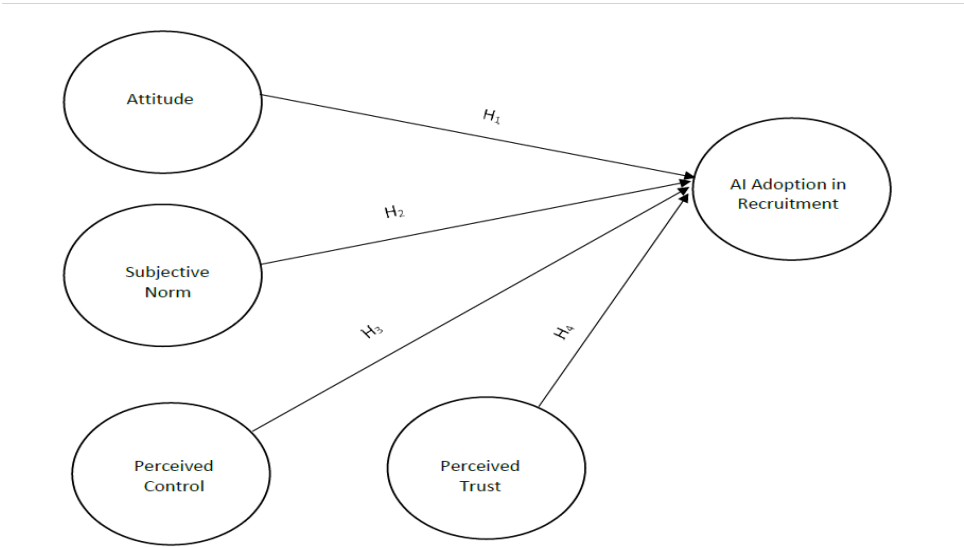 Attitude
H1
AI Adoption in
Recruitment
H2
Subjective
Norm
H3
H4
Perceived
Control
Perceived
Trust